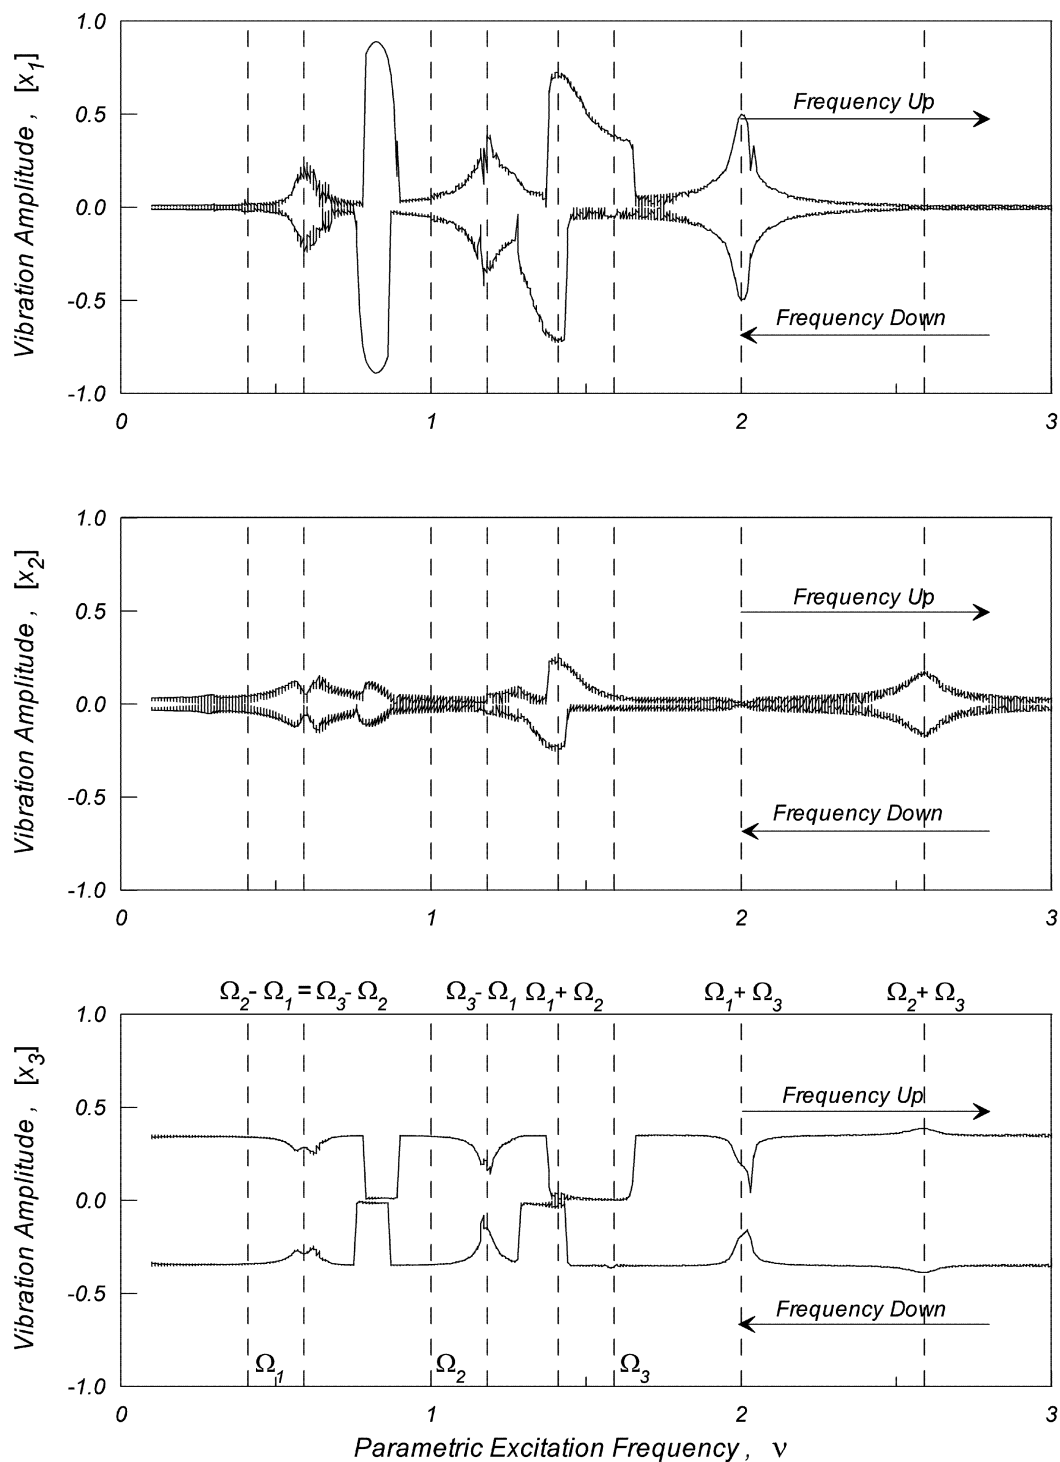 Vibration Amplitude , [x1]
1.0
0.5
0.0
-0.5
-1.0
Frequency Up
Frequency Down
0 1 2 3
Vibration Amplitude , [x2]
1.0
0.5
0.0
-0.5
-1.0
Frequency Up
Frequency Down
0 1 2 3
Vibration Amplitude , [x3]
Ω2- Ω1 = Ω3- Ω2 Ω3- Ω1 Ω1+ Ω2 Ω1+ Ω3 Ω2+ Ω3
1.0
0.5
0.0
-0.5
-1.0
Frequency Up
Frequency Down
Ω1 Ω2 Ω3
0 1 2 3
Parametric Excitation Frequency , ν